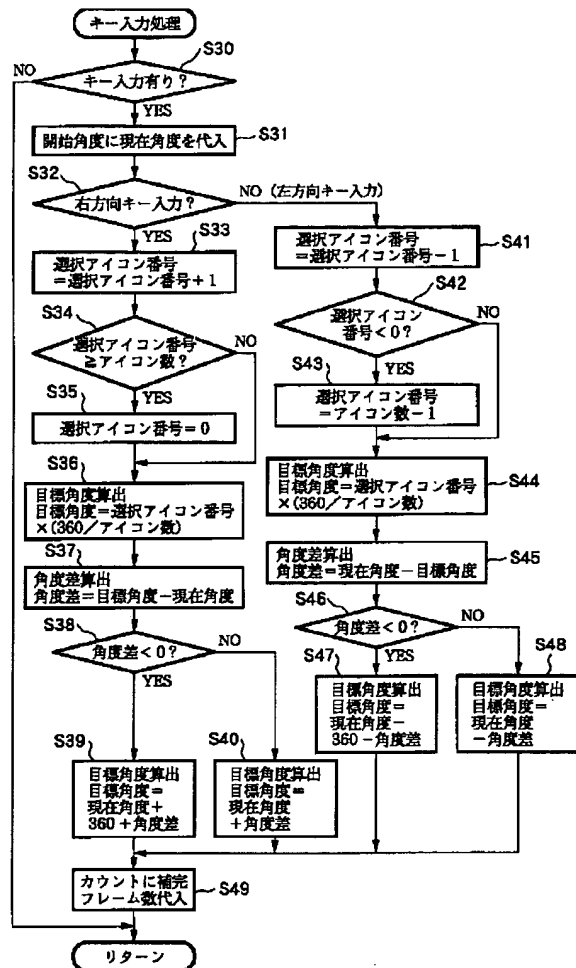 キー入力処理
S30
NO
キー入力有り？
YES
開始角度に現在角度を代入
S31
S32
右方向キー入力？
NO (左方向キー入力)
YES
S33
選択アイコン番号
=選択アイコン番号+1
S34
選択アイコン番号
≧アイコン数？
NO
YES
S35
選択アイコン番号=0
S36
目標角度算出
目標角度=選択アイコン番号
×(360/アイコン数)
S37
角度差算出
角度差=目標角度-現在角度
S38
角度差<0?
NO
YES
S39
目標角度算出
目標角度=
現在角度+
360+角度差
S40
目標角度算出
目標角度=
現在角度
+角度差
選択アイコン番号
=選択アイコン番号-1
S41
S42
選択アイコン
番号<0?
NO
YES
S43
選択アイコン番号
=アイコン数-1
目標角度算出
目標角度=選択アイコン番号
×(360/アイコン数)
S44
角度差算出
角度差=現在角度-目標角度
S45
S46
角度差<0?
NO
YES
S47
目標角度算出
目標角度=
現在角度-
360-角度差
S48
目標角度算出
目標角度=
現在角度
-角度差
カウントに補完
フレーム数代入
S49
リターン